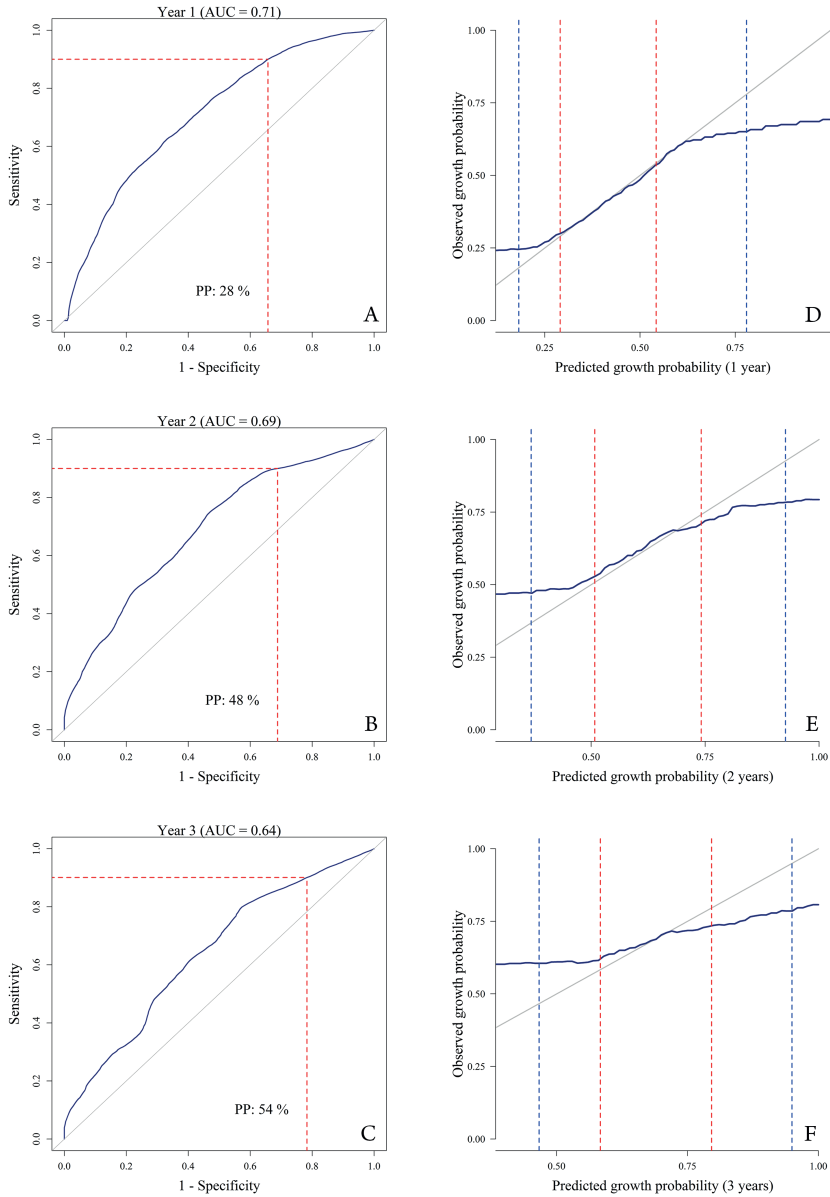 Year 1 (AUC = 0.71)
1.0
0.8
0.6
0.4
0.2
0.0
Sensitivity
PP: 28 %
A
0.0 0.2 0.4 0.6 0.8 1.0
1 - Specificity
1.00
0.75
0.50
0.25
0.00
Observed growth probability
D
0.25 0.50 0.75
Predicted growth probability (1 year)
Year 2 (AUC = 0.69)
1.0
0.8
0.6
0.4
0.2
0.0
Sensitivity
PP: 48 %
B
0.0 0.2 0.4 0.6 0.8 1.0
1 - Specificity
1.00
0.75
0.50
0.25
0.00
Observed growth probability
E
0.50 0.75 1.00
Predicted growth probability (2 years)
Year 3 (AUC = 0.64)
1.0
0.8
0.6
0.4
0.2
0.0
Sensitivity
PP: 54 %
C
0.0 0.2 0.4 0.6 0.8 1.0
1 - Specificity
1.00
0.75
0.50
0.25
0.00
Observed growth probability
F
0.50 0.75 1.00
Predicted growth probability (3 years)